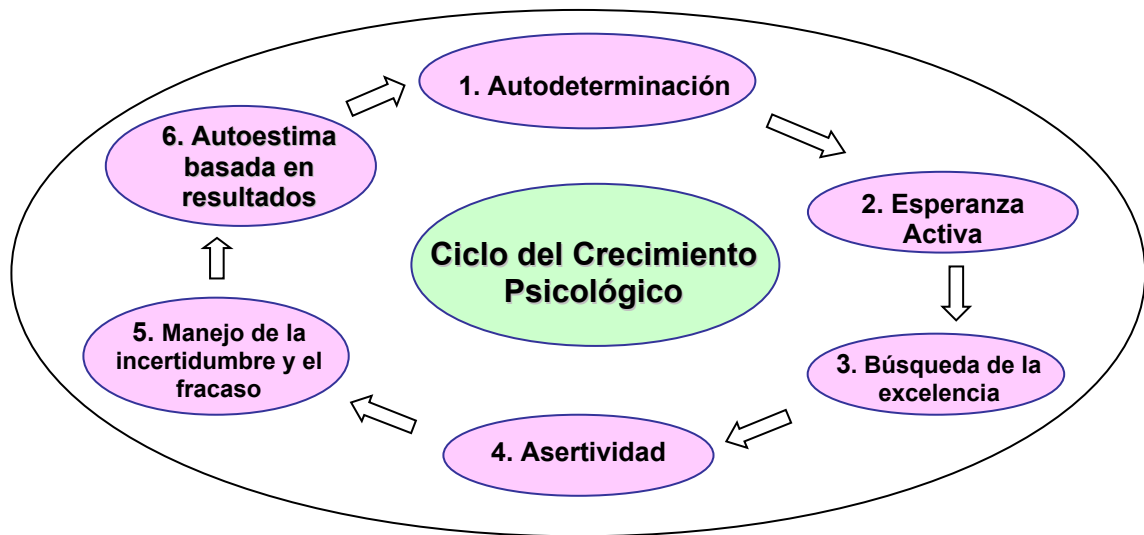 1. Autodeterminación
2. Esperanza
Activa
3. Búsqueda de la
excelencia
4. Asertividad
5. Manejo de la
incertidumbre y el
fracaso
6. Autoestima
basada en
resultados
Ciclo del Crecimiento
Psicológico